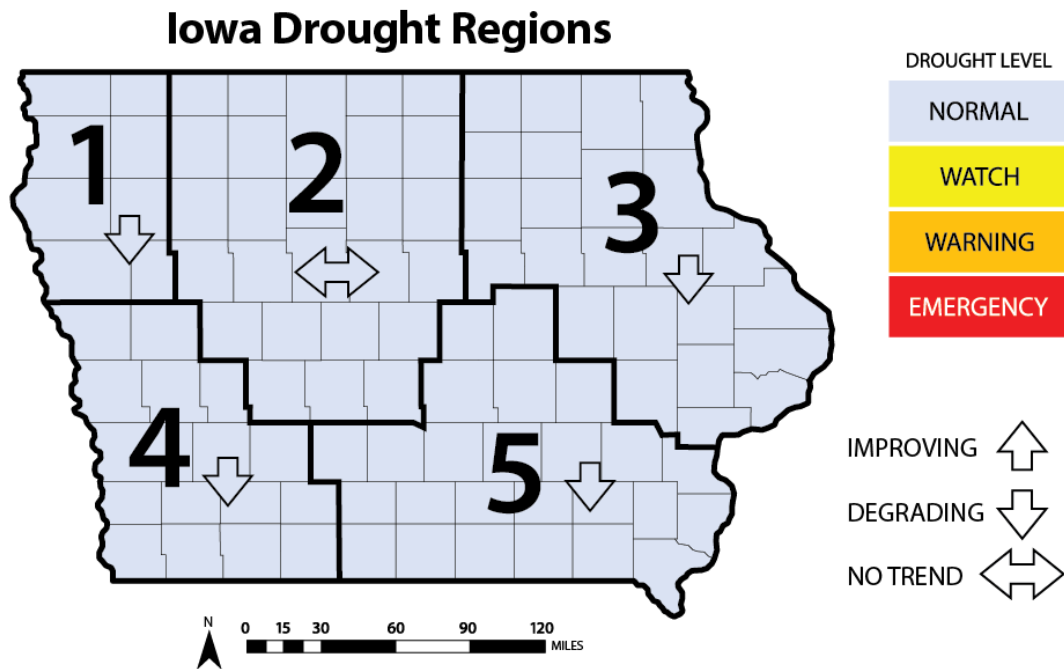 Iowa Drought Regions
DROUGHT LEVEL
NORMAL
WATCH
WARNING
EMERGENCY
1
2
3
4
5
IMPROVING
DEGRADING
NO TREND
N
0 15 30 60 90 120
MILES